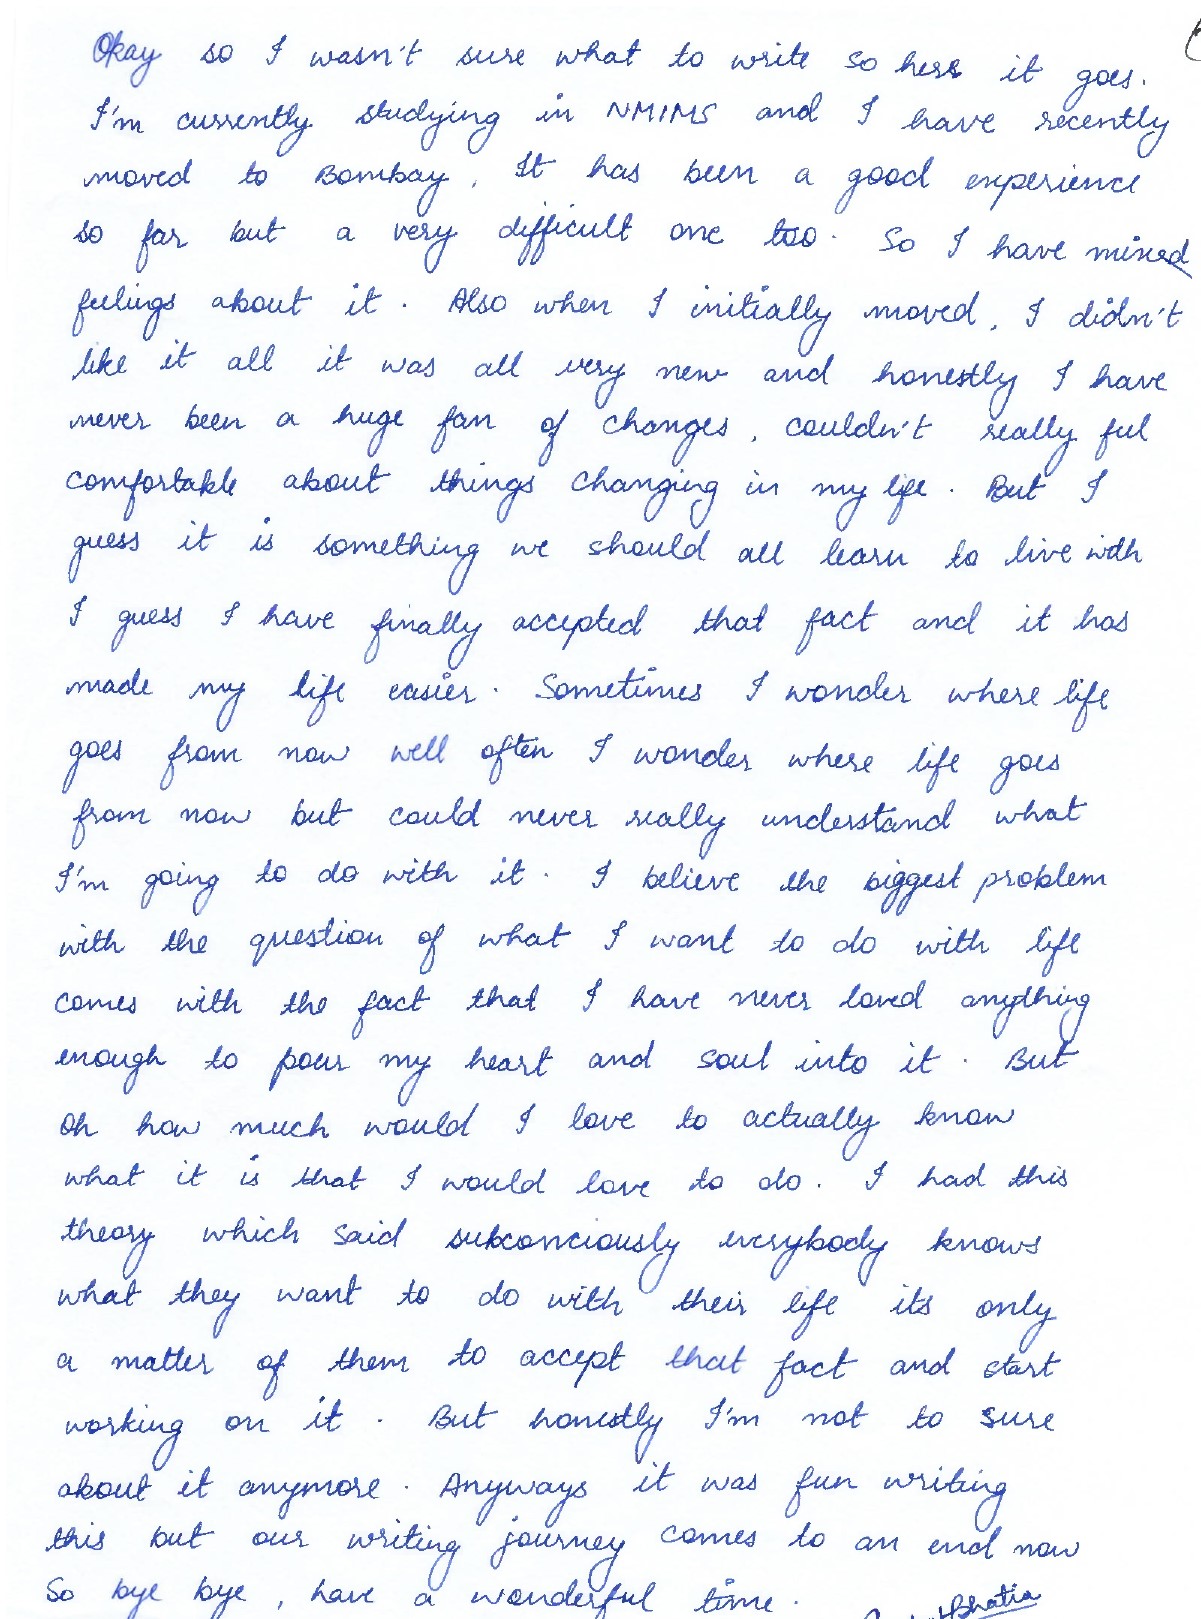 Okay so I wasn't sure what to write so here it goes.
I'm currently studying in NMIMS and I have recently
moved to Bombay. It has been a good experience
so far but a very difficult one too. So I have mixed
feelings about it. Also when I initially moved, I didn't
like it all it was all very new and honestly I have
never been a huge fan of changes, couldn't really feel
comfortable about things changing in my life. But I
guess it is something we should all learn to live with
I guess I have finally accepted that fact and it has
made my life easier. Sometimes I wonder where life
goes from now well often I wonder where life goes
from now but could never really understand what
I'm going to do with it. I believe the biggest problem
with the question of what I want to do with life
comes with the fact that I have never loved anything
enough to pour my heart and soul into it. But
oh how much would I love to actually know
what it is that I would love to do. I had this
theory which said subconciously everybody knows
what they want to do with their life its only
a matter of them to accept that fact and start
working on it. But honestly I'm not to sure
about it anymore. Anyways it was fun writing
this but our writing journey comes to an end now
So bye bye, have a wonderful time.
Bhatia